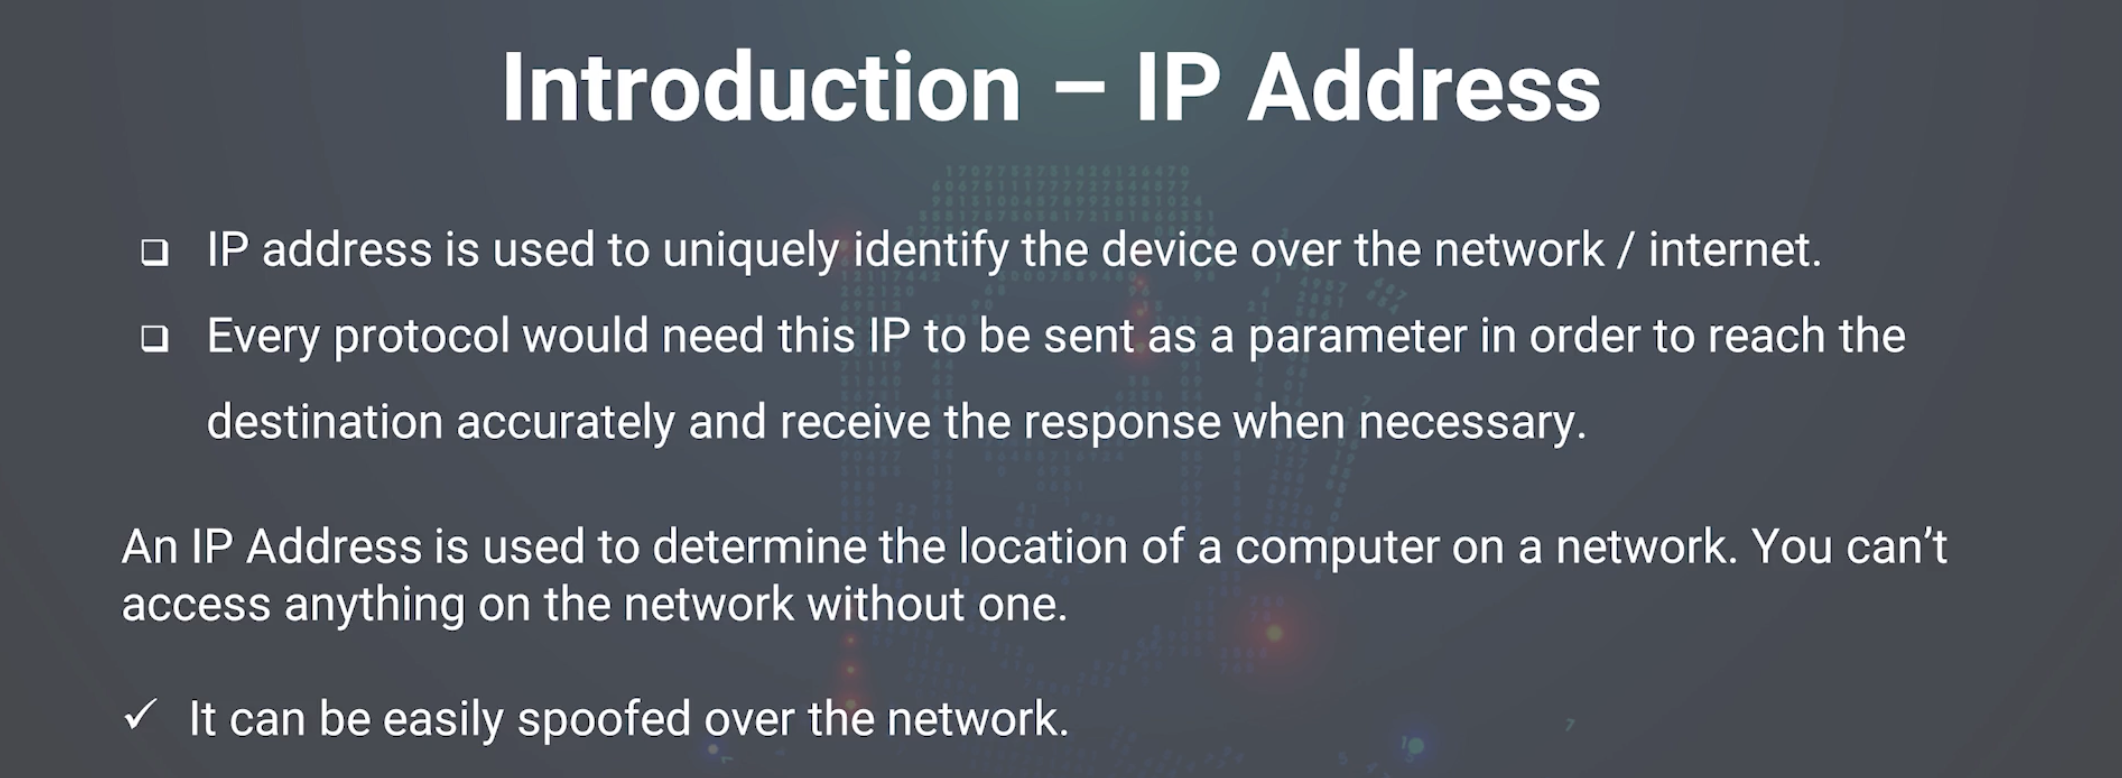 Introduction – IP Address
❑ IP address is used to uniquely identify the device over the network / internet.
❑ Every protocol would need this IP to be sent as a parameter in order to reach the
destination accurately and receive the response when necessary.
An IP Address is used to determine the location of a computer on a network. You can’t
access anything on the network without one.
✓ It can be easily spoofed over the network.